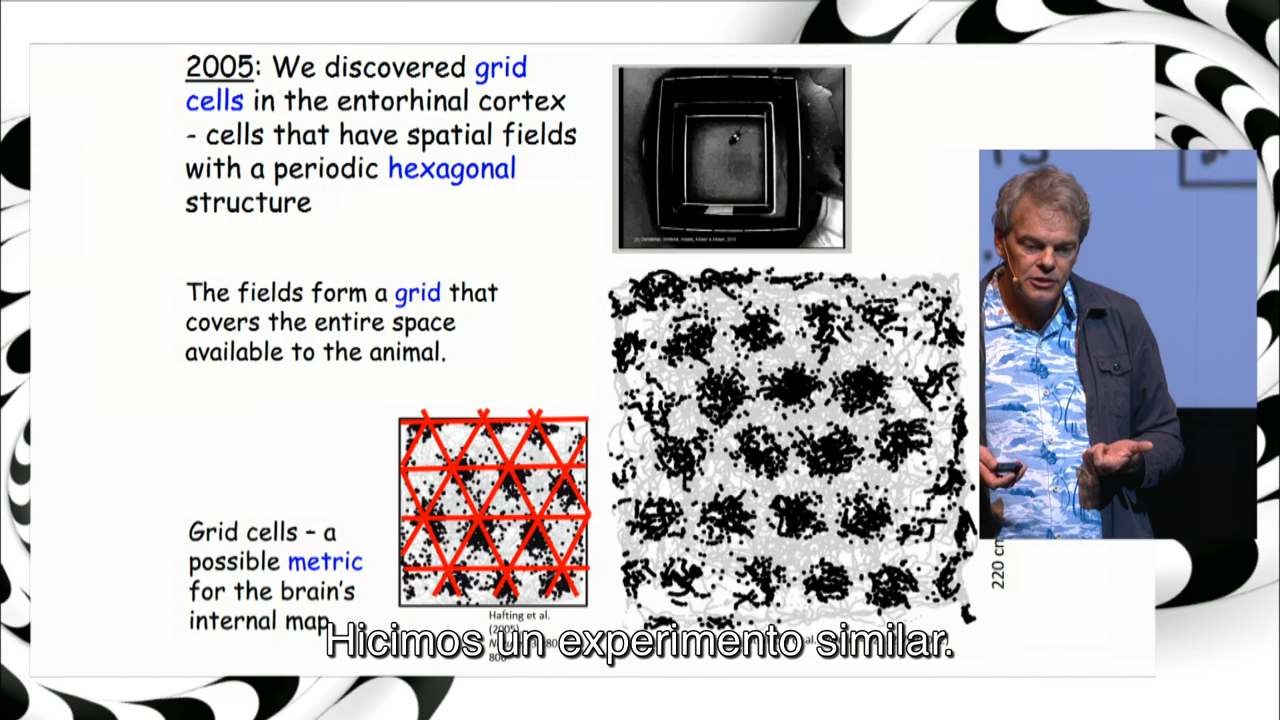 2005: We discovered grid
cells in the entorhinal cortex
- cells that have spatial fields
with a periodic hexagonal
structure
The fields form a grid that
covers the entire space
available to the animal.
Grid cells - a
possible metric
for the brain's
internal map
Hafting et al.
(2005)
220 cm
Hicimos un experimento similar.